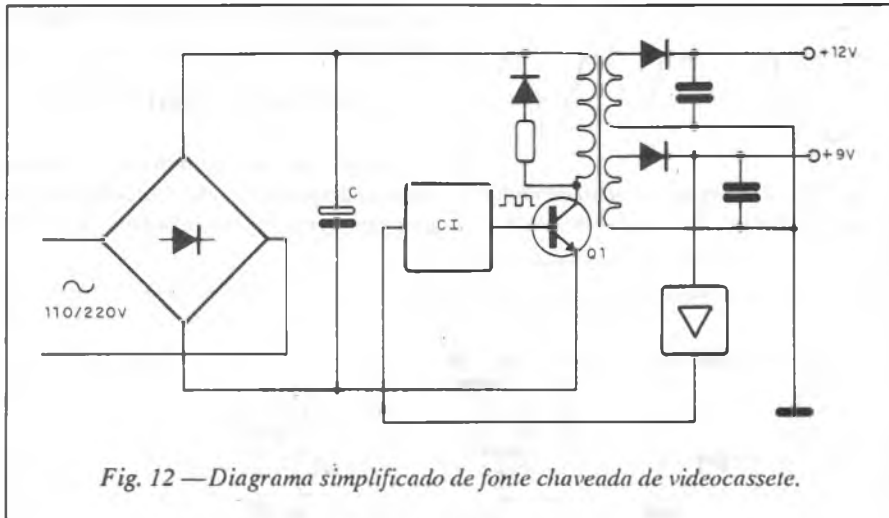 +12V
C
+9V
CI.
Q1
110/220V
Fig. 12 — Diagrama simplificado de fonte chaveada de videocassete.